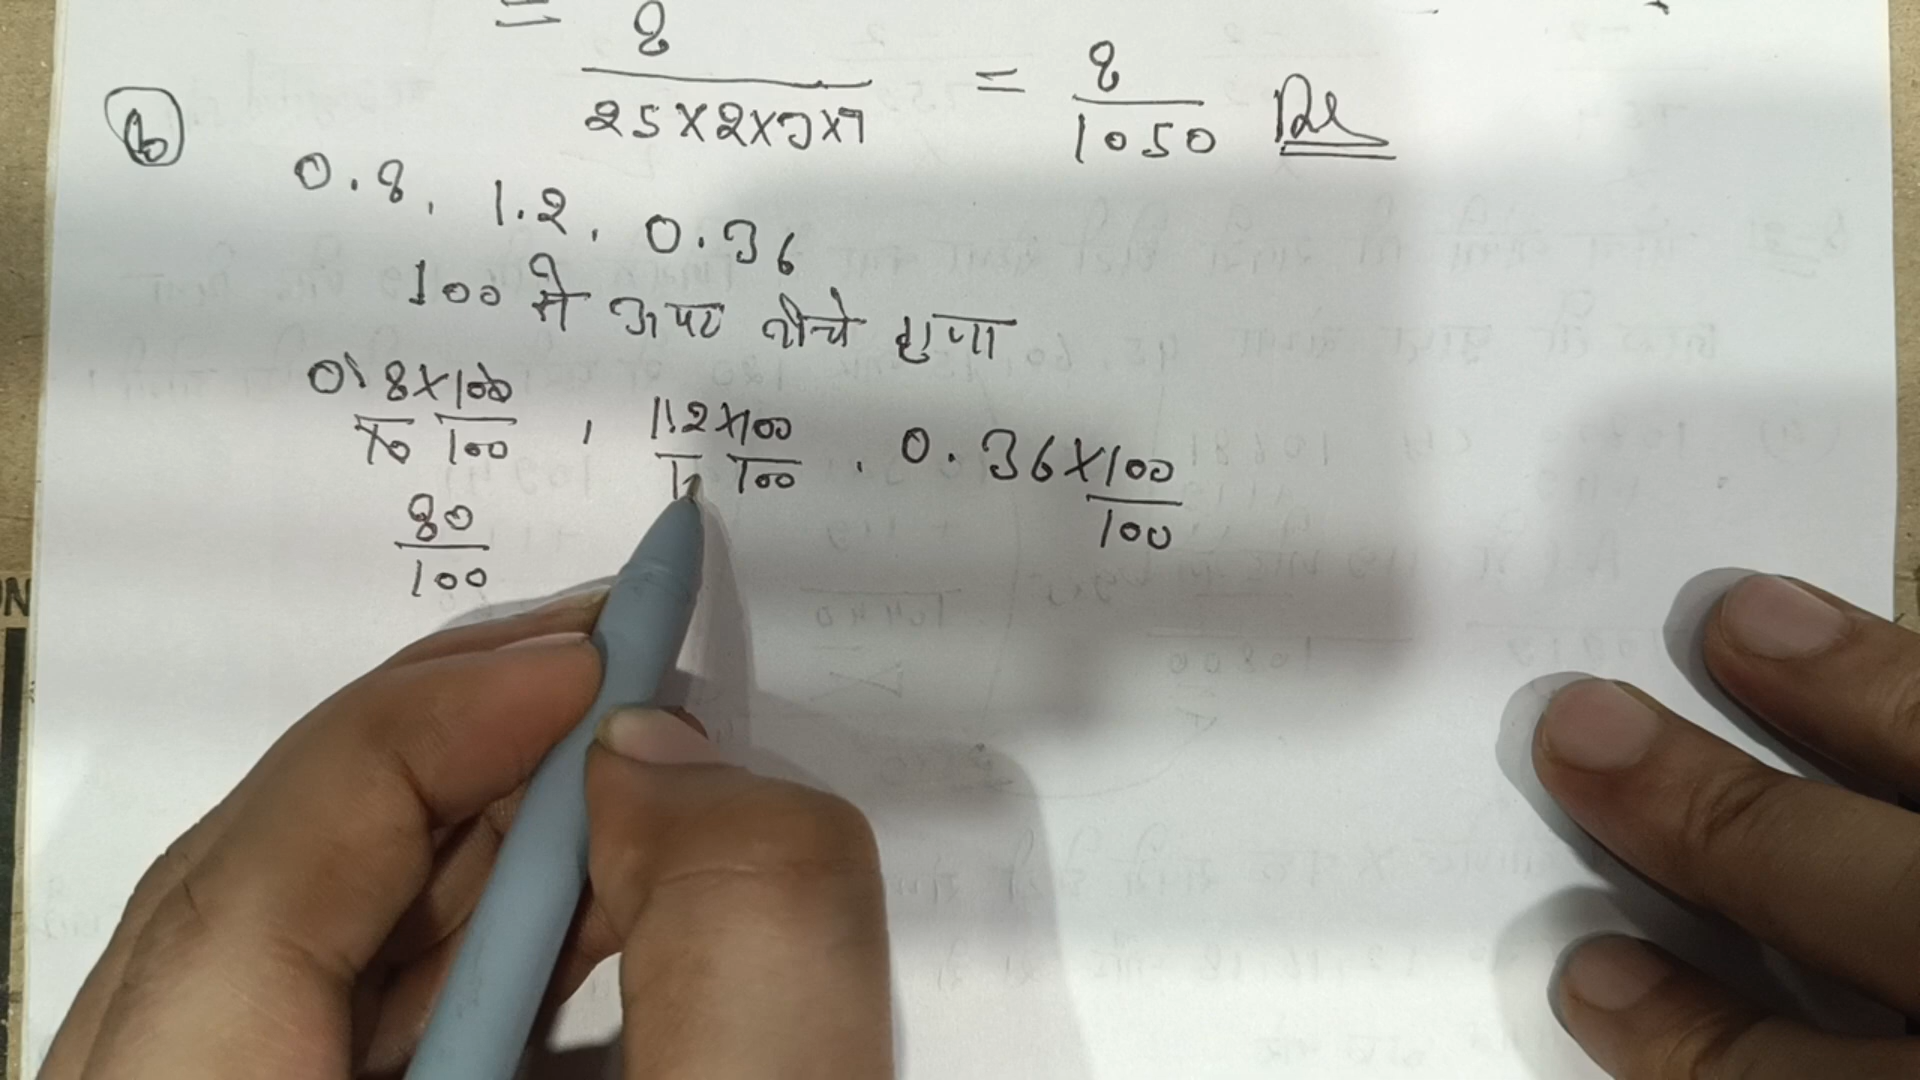 = 8/(25×2×3×7) = 8/1050
(b)
0.8, 1.2, 0.36
100 से ऊपर नीचे गुणा
0.8×100/10 100, 1.2×100/1 100, 0.36×100/100
80/100